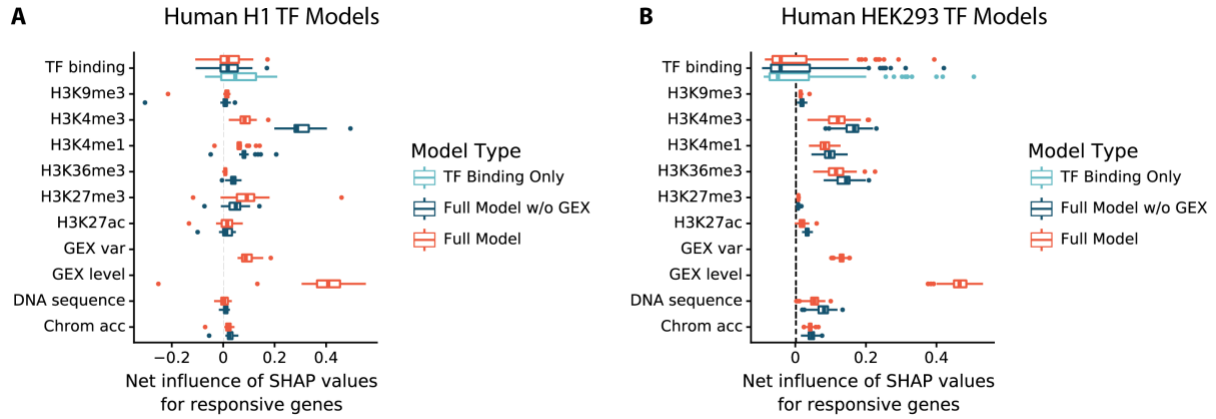 A
Human H1 TF Models
TF binding
H3K9me3
H3K4me3
H3K4me1
H3K36me3
H3K27me3
H3K27ac
GEX var
GEX level
DNA sequence
Chrom acc
−0.2
0
0.2
0.4
Net influence of SHAP values
for responsive genes
Model Type
TF Binding Only
Full Model w/o GEX
Full Model
B
Human HEK293 TF Models
TF binding
H3K9me3
H3K4me3
H3K4me1
H3K36me3
H3K27me3
H3K27ac
GEX var
GEX level
DNA sequence
Chrom acc
0
0.2
0.4
Net influence of SHAP values
for responsive genes
Model Type
TF Binding Only
Full Model w/o GEX
Full Model